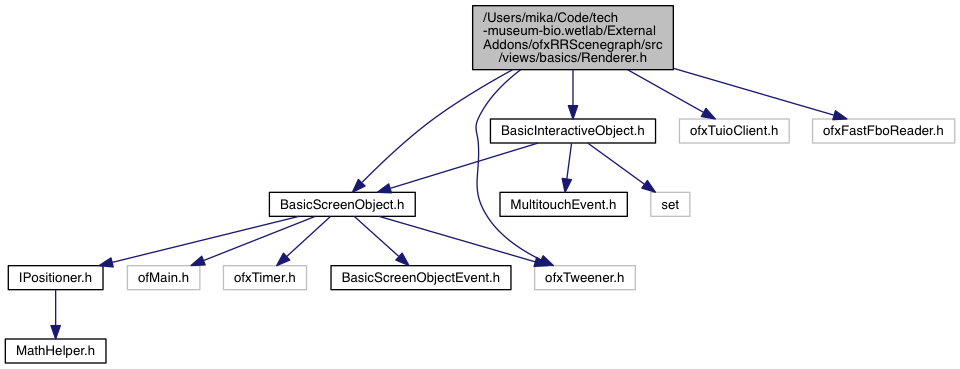 /Users/mika/Code/tech
-museum-bio.wetlab/External
Addons/ofxRRScenegraph/src
/views/basics/Renderer.h
BasicInteractiveObject.h
ofxTuioClient.h
ofxFastFboReader.h
BasicScreenObject.h
MultitouchEvent.h
set
IPositioner.h
ofMain.h
ofxTimer.h
BasicScreenObjectEvent.h
ofxTweener.h
MathHelper.h